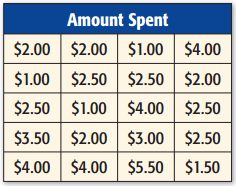 Amount Spent
$2.00 $2.00 $1.00 $4.00
$1.00 $2.50 $2.50 $2.00
$2.50 $1.00 $4.00 $2.50
$3.50 $2.00 $3.00 $2.50
$4.00 $4.00 $5.50 $1.50